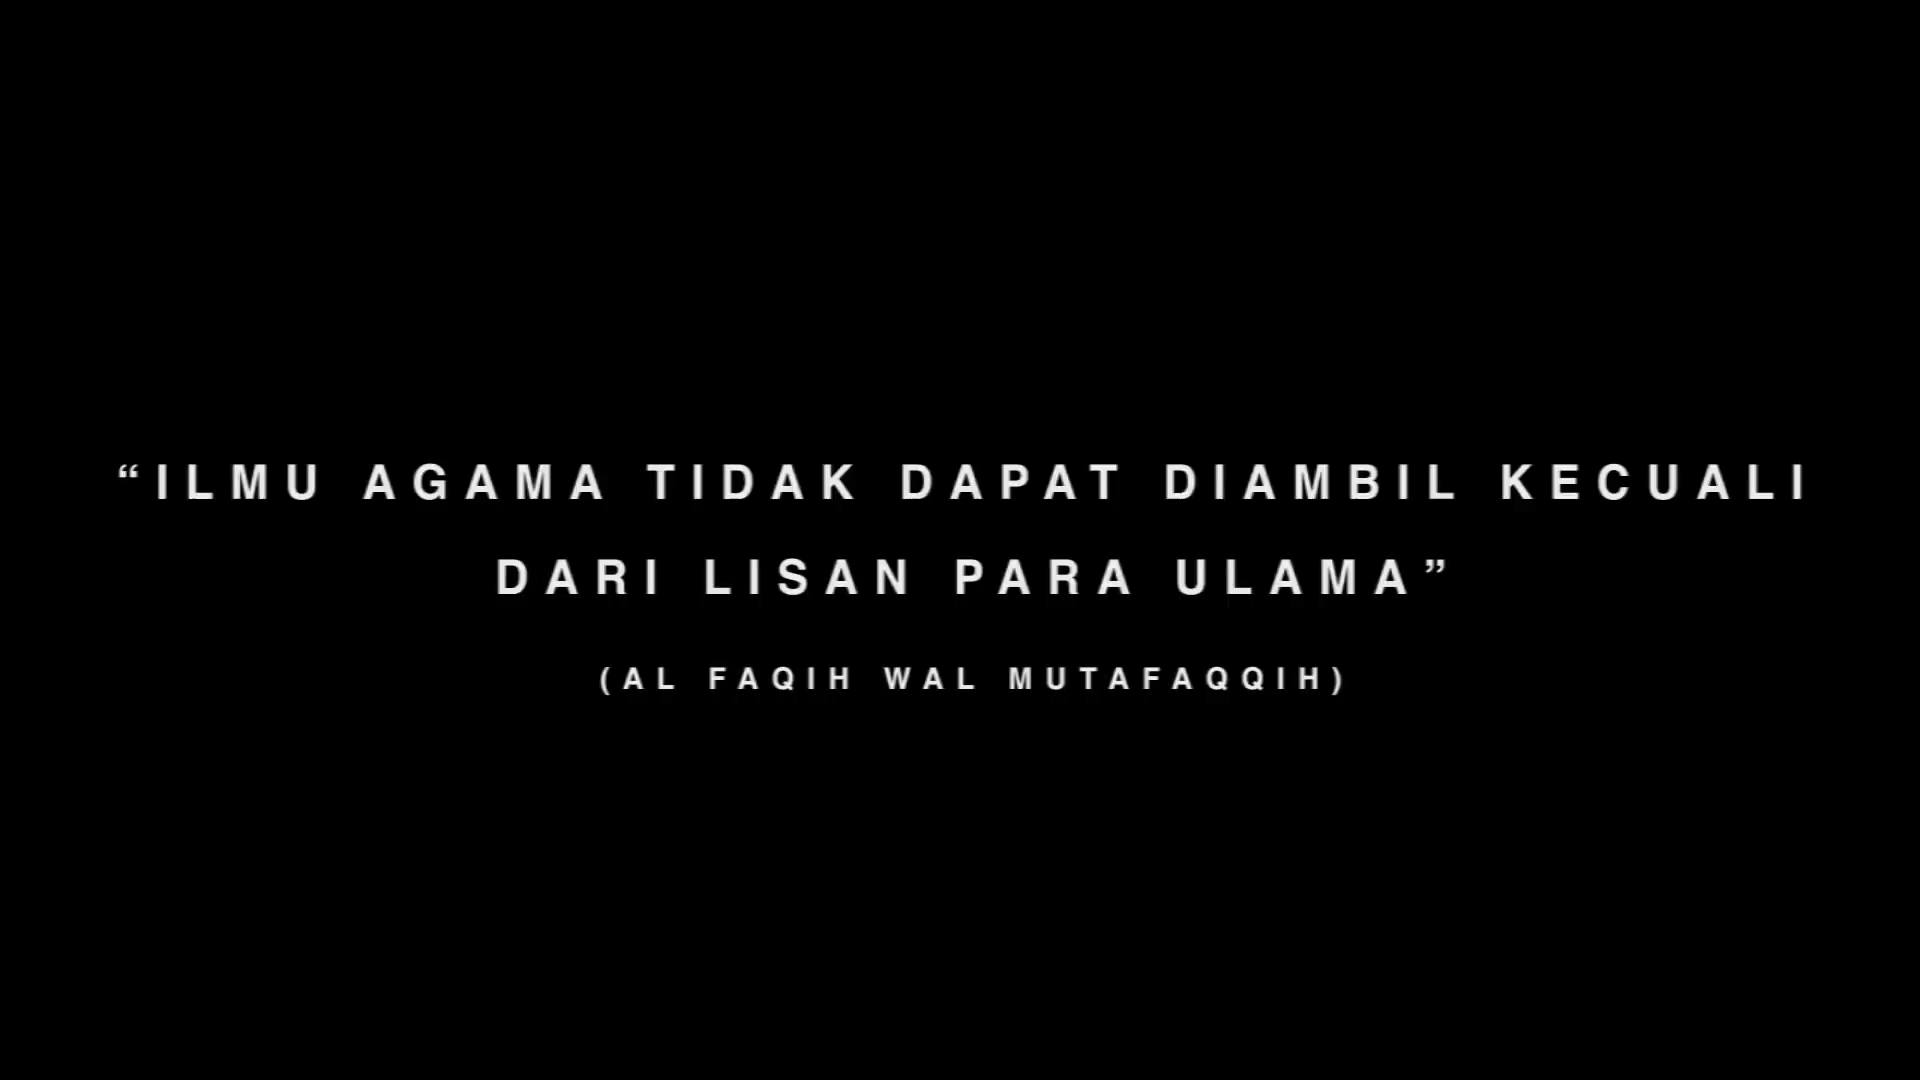 “ILMU AGAMA TIDAK DAPAT DIAMBIL KECUALI
DARI LISAN PARA ULAMA”
(AL FAQIH WAL MUTAFAQQIH)